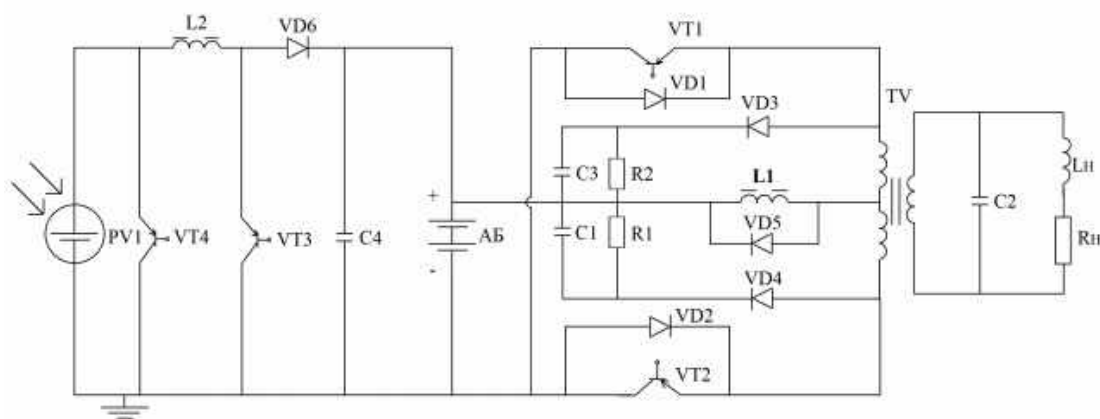 L2
VD6
VT1
VD1
TV
VD3
C3
R2
L1
Lн
+
PV1
VT4
VT3
C4
АБ
C1
R1
VD5
C2
Rн
-
VD4
VD2
VT2